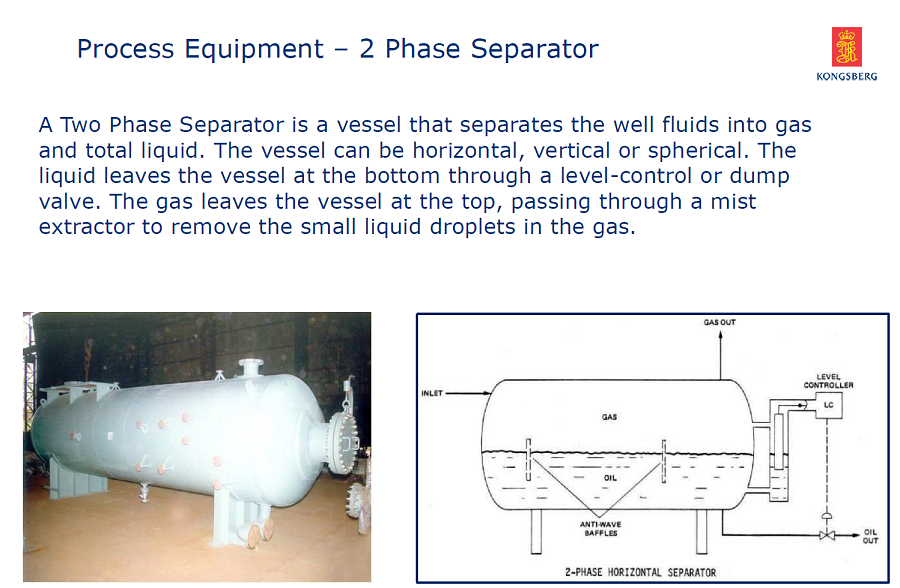 Process Equipment – 2 Phase Separator
KONGSBERG
A Two Phase Separator is a vessel that separates the well fluids into gas
and total liquid. The vessel can be horizontal, vertical or spherical. The
liquid leaves the vessel at the bottom through a level-control or dump
valve. The gas leaves the vessel at the top, passing through a mist
extractor to remove the small liquid droplets in the gas.
GAS OUT
LEVEL
CONTROLLER
INLET
LC
GAS
OIL
ANTI-WAVE
BAFFLES
OIL
OUT
2-PHASE HORIZONTAL SEPARATOR